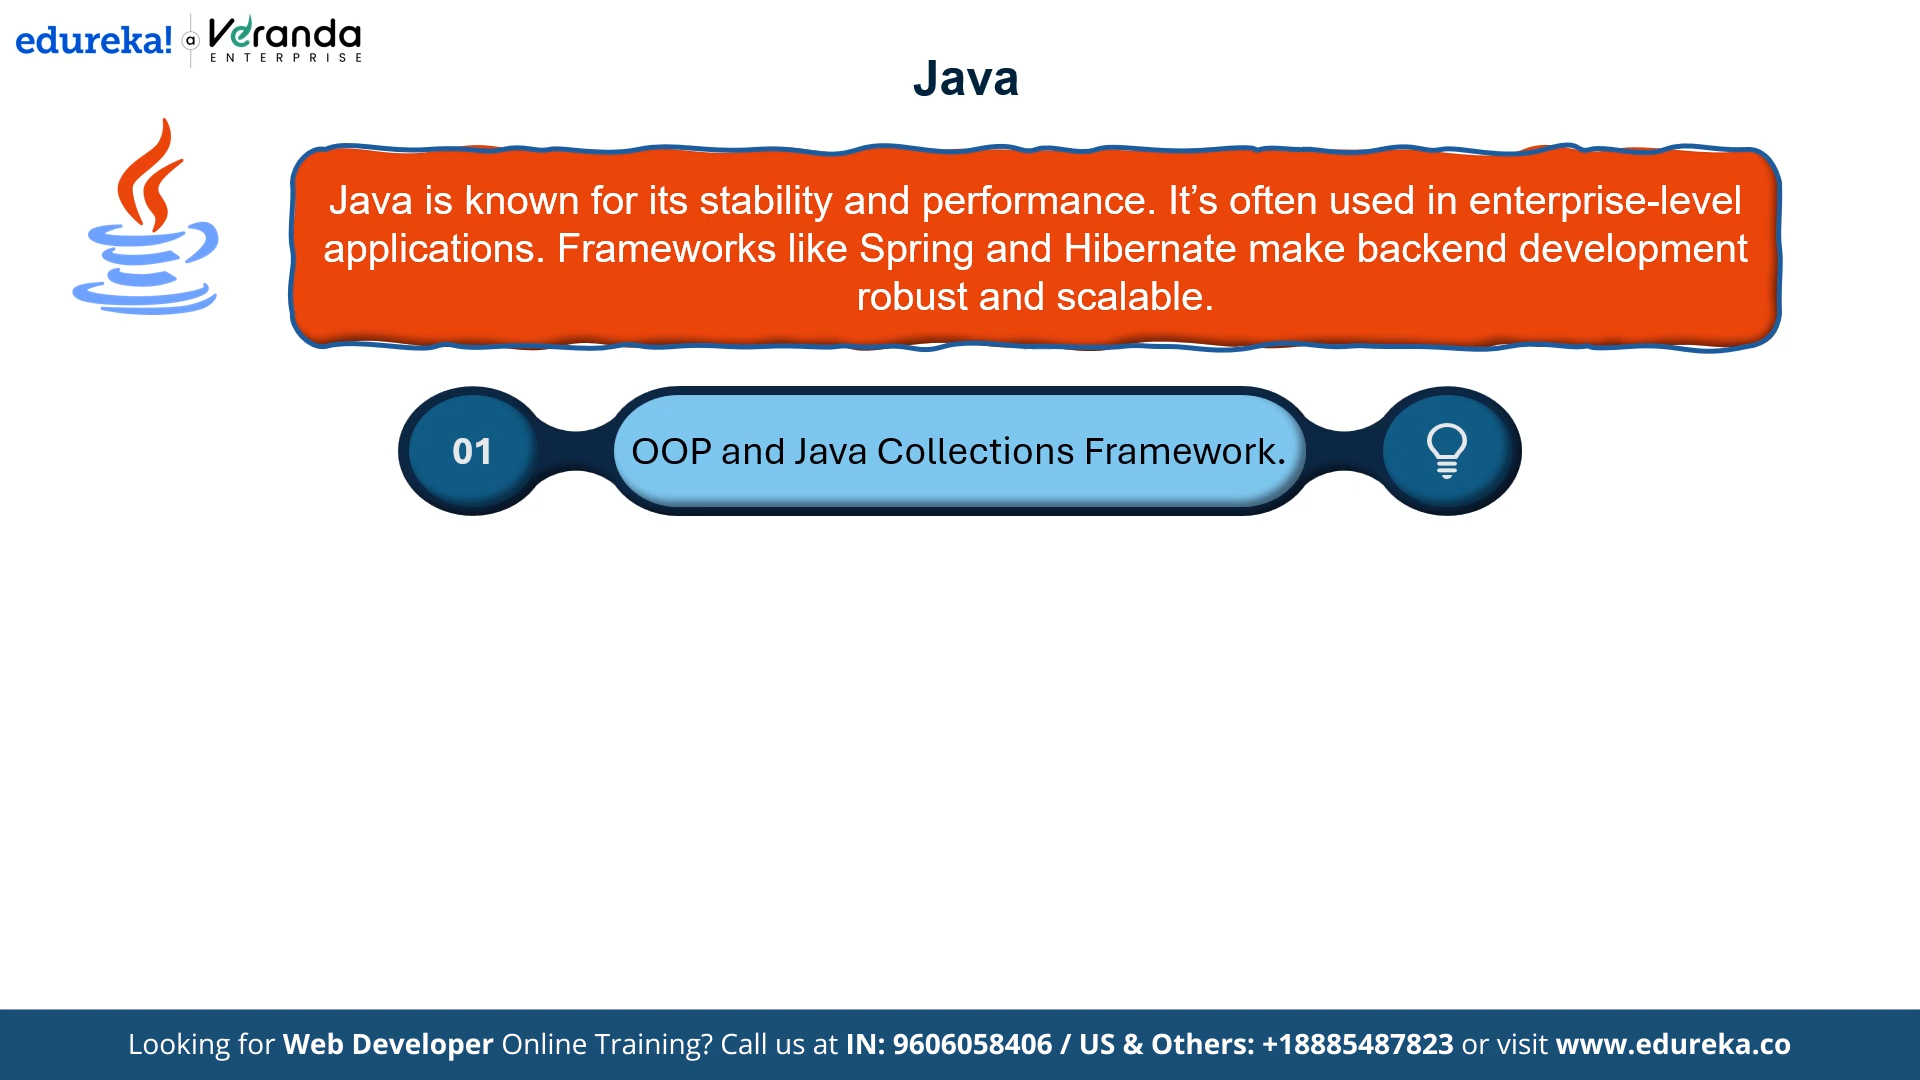 edureka! a Veranda
ENTERPRISE
Java
Java is known for its stability and performance. It’s often used in enterprise-level
applications. Frameworks like Spring and Hibernate make backend development
robust and scalable.
01 OOP and Java Collections Framework.
Looking for Web Developer Online Training? Call us at IN: 9606058406 / US & Others: +18885487823 or visit www.edureka.co